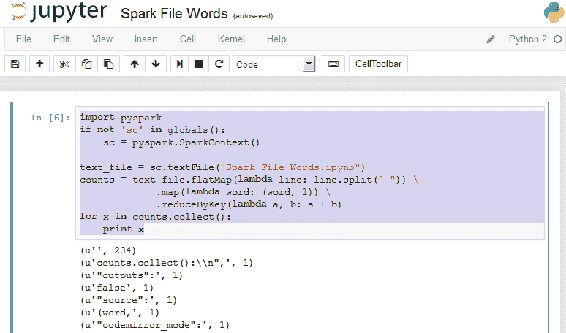 jupyter Spark File Words (autosaved)
File Edit View Insert Cell Kernel Help Python 2
Code CellToolbar
In [6]: import pyspark
if not 'sc' in globals():
    sc = pyspark.SparkContext()
text_file = sc.textFile("Spark File Words.ipynb")
counts = text_file.flatMap(lambda line: line.split(" ")) \
             .map(lambda word: (word, 1)) \
             .reduceByKey(lambda a, b: a + b)
for x in counts.collect():
    print x
(u'', 234)
(u'counts.collect():\\n",', 1)
(u'"outputs":', 1)
(u'false', 1)
(u'"source":', 1)
(u'(word,', 1)
(u'"codemirror_mode":', 1)